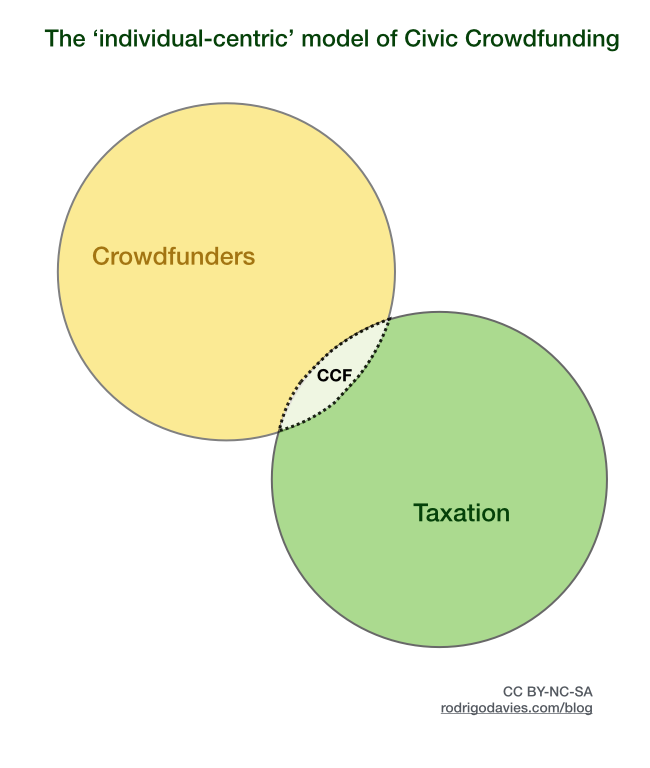 The ‘individual-centric’ model of Civic Crowdfunding
Crowdfunders
CCF
Taxation
CC BY-NC-SA
rodrigodavies.com/blog